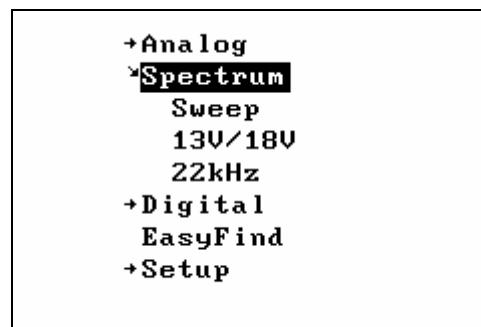 →Analog
↘Spectrum
Sweep
13V/18V
22kHz
→Digital
EasyFind
→Setup